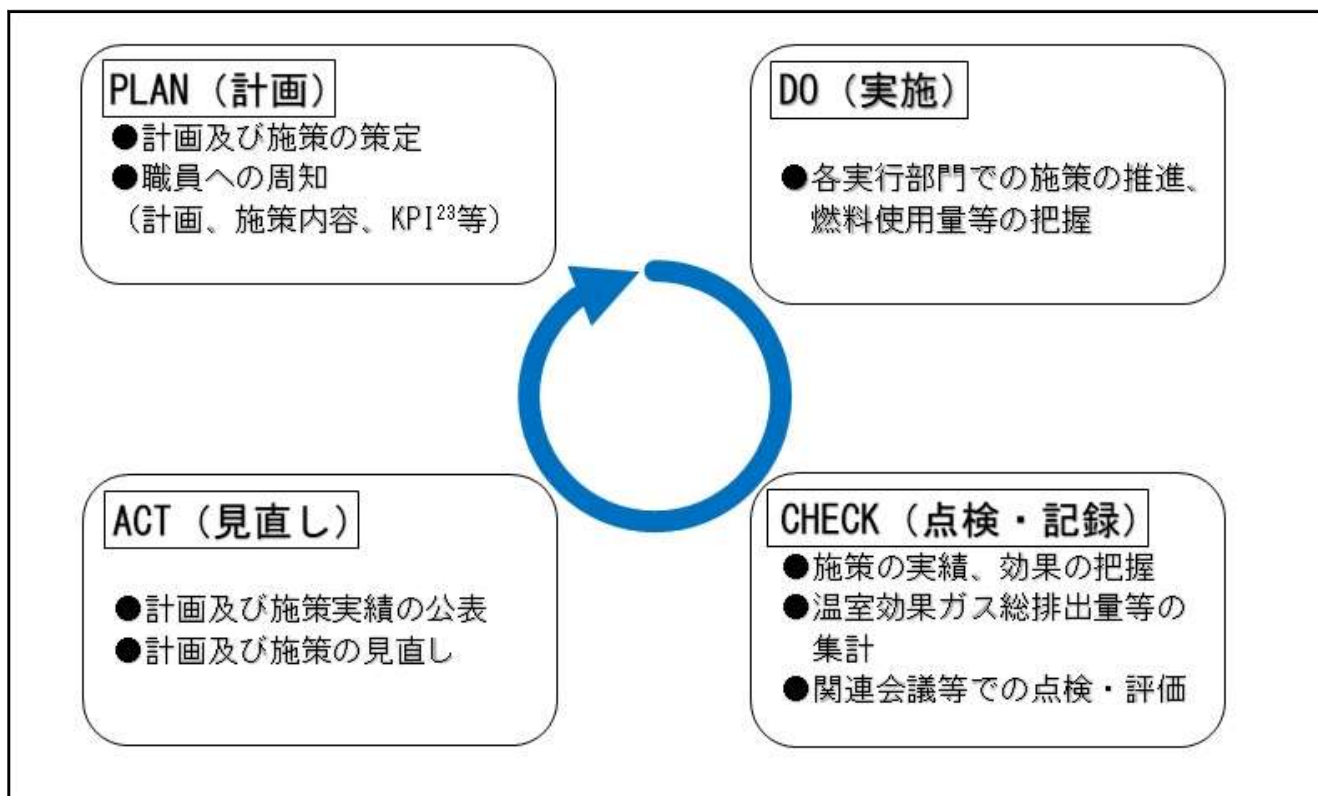 PLAN（計画）
●計画及び施策の策定
●職員への周知
（計画、施策内容、KPI²³等）
DO（実施）
●各実行部門での施策の推進、
燃料使用量等の把握
CHECK（点検・記録）
●施策の実績、効果の把握
●温室効果ガス総排出量等の
集計
●関連会議等での点検・評価
ACT（見直し）
●計画及び施策実績の公表
●計画及び施策の見直し